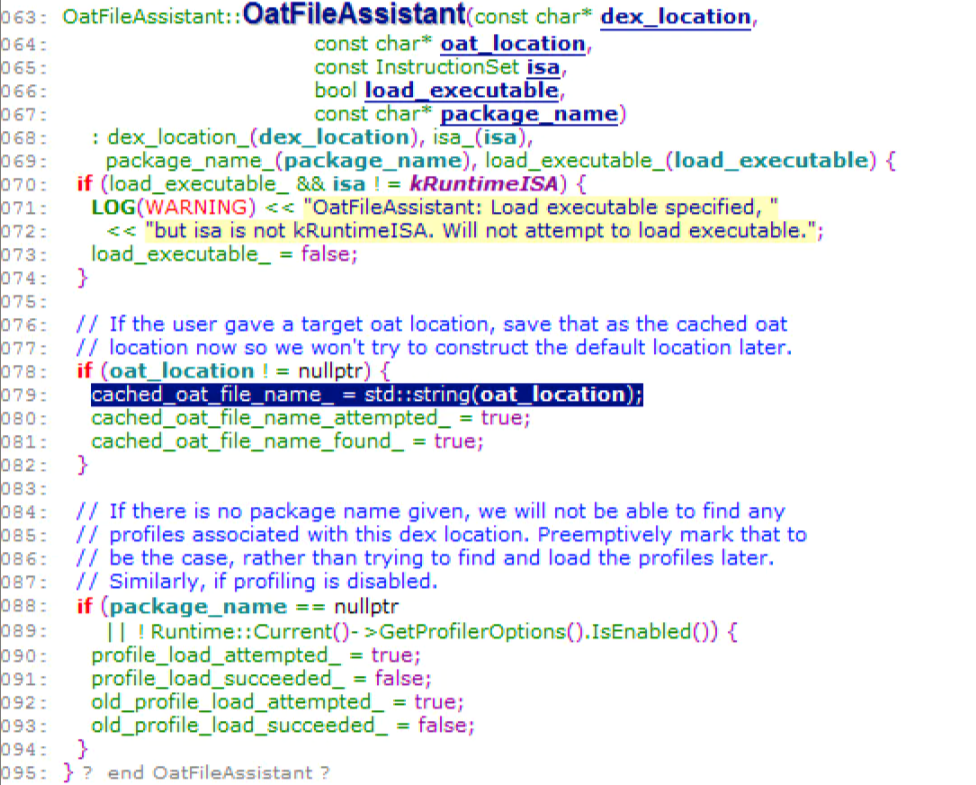 063: OatFileAssistant::OatFileAssistant(const char* dex_location,
064: const char* oat_location,
065: const InstructionSet isa,
066: bool load_executable,
067: const char* package_name)
068: : dex_location_(dex_location), isa_(isa),
069: package_name_(package_name), load_executable_(load_executable) {
070: if (load_executable_ && isa != kRuntimeISA) {
071: LOG(WARNING) << "OatFileAssistant: Load executable specified, "
072: << "but isa is not kRuntimeISA. Will not attempt to load executable.";
073: load_executable_ = false;
074: }
075:
076: // If the user gave a target oat location, save that as the cached oat
077: // location now so we won't try to construct the default location later.
078: if (oat_location != nullptr) {
079: cached_oat_file_name_ = std::string(oat_location);
080: cached_oat_file_name_attempted_ = true;
081: cached_oat_file_name_found_ = true;
082: }
083:
084: // If there is no package name given, we will not be able to find any
085: // profiles associated with this dex location. Preemptively mark that to
086: // be the case, rather than trying to find and load the profiles later.
087: // Similarly, if profiling is disabled.
088: if (package_name == nullptr
089: || !Runtime::Current()->GetProfilerOptions().IsEnabled()) {
090: profile_load_attempted_ = true;
091: profile_load_succeeded_ = false;
092: old_profile_load_attempted_ = true;
093: old_profile_load_succeeded_ = false;
094: }
095: } ? end OatFileAssistant ?